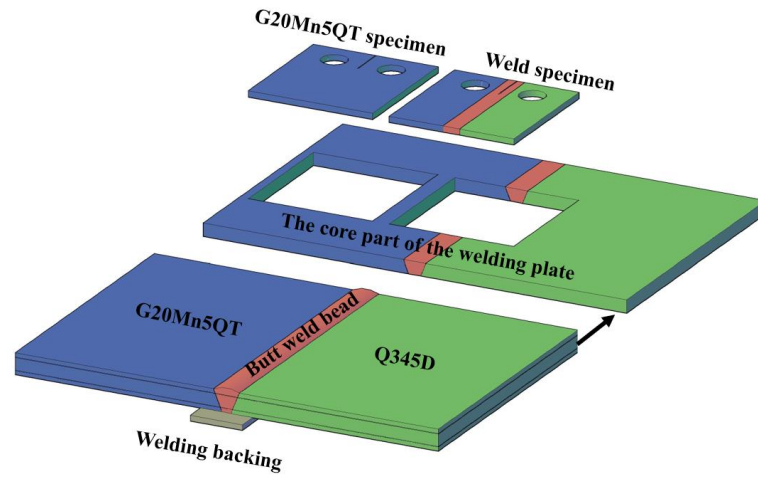 G20Mn5QT specimen
Weld specimen
The core part of the welding plate
G20Mn5QT
Butt weld bead
Q345D
Welding backing